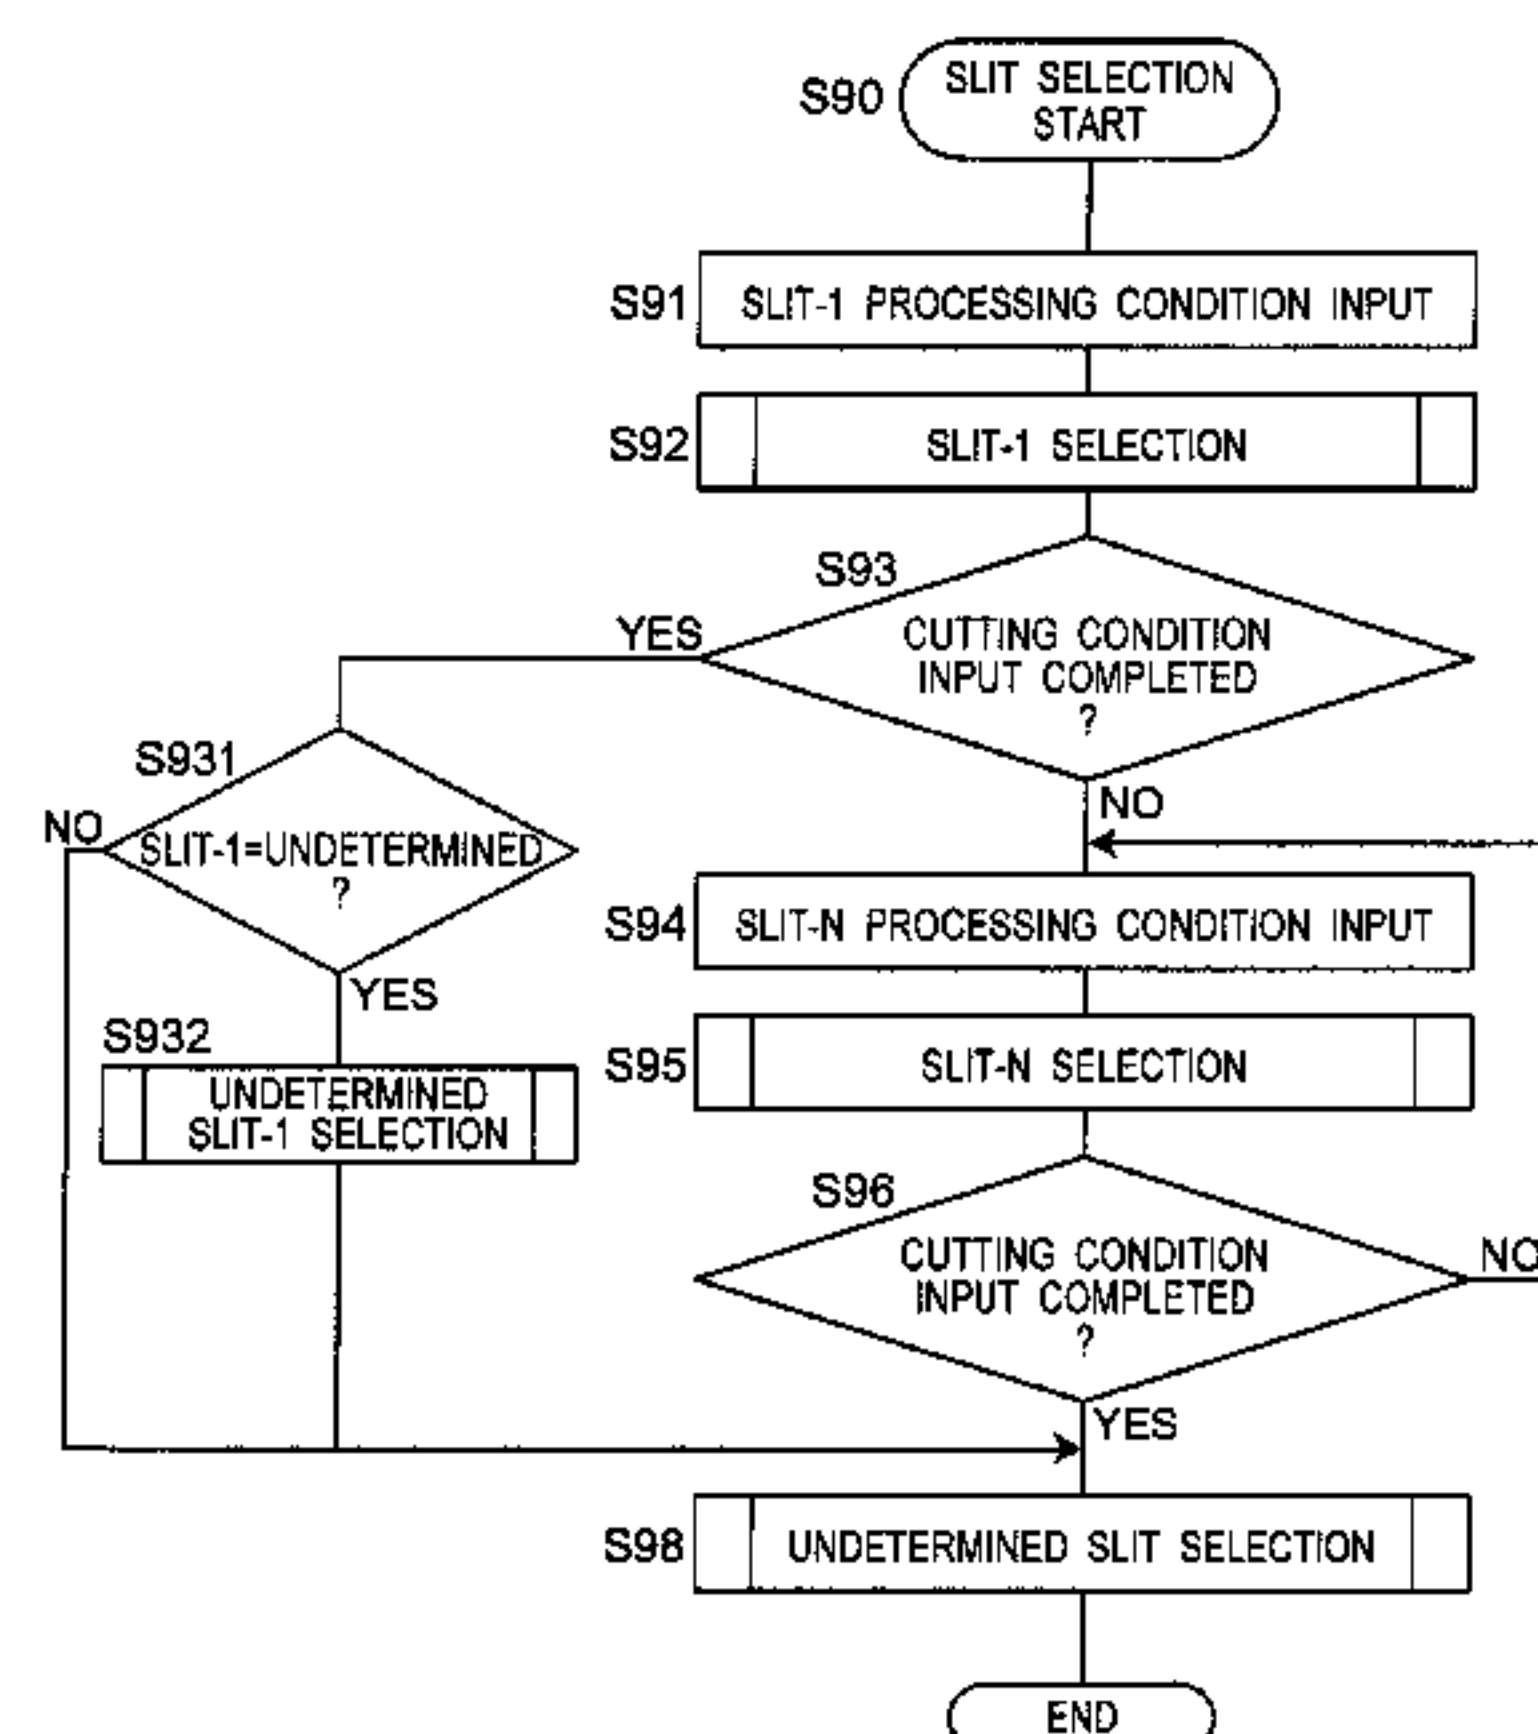 S90
SLIT SELECTION
START
S91
SLIT-1 PROCESSING CONDITION INPUT
S92
SLIT-1 SELECTION
S93
YES
CUTTING CONDITION
INPUT COMPLETED
?
NO
S931
NO
SLIT-1=UNDETERMINED
?
YES
S932
UNDETERMINED
SLIT-1 SELECTION
S94
SLIT-N PROCESSING CONDITION INPUT
S95
SLIT-N SELECTION
S96
CUTTING CONDITION
INPUT COMPLETED
?
NO
YES
S98
UNDETERMINED SLIT SELECTION
END